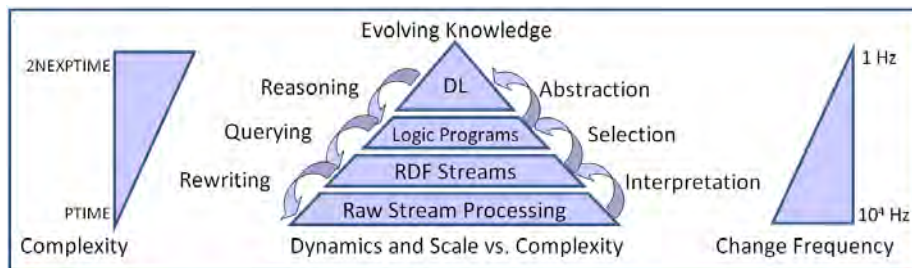 Evolving Knowledge
2NEXPTIME
1 Hz
Reasoning
DL
Abstraction
Querying
Logic Programs
Selection
Rewriting
RDF Streams
Interpretation
PTIME
Raw Stream Processing
10⁴ Hz
Complexity
Dynamics and Scale vs. Complexity
Change Frequency